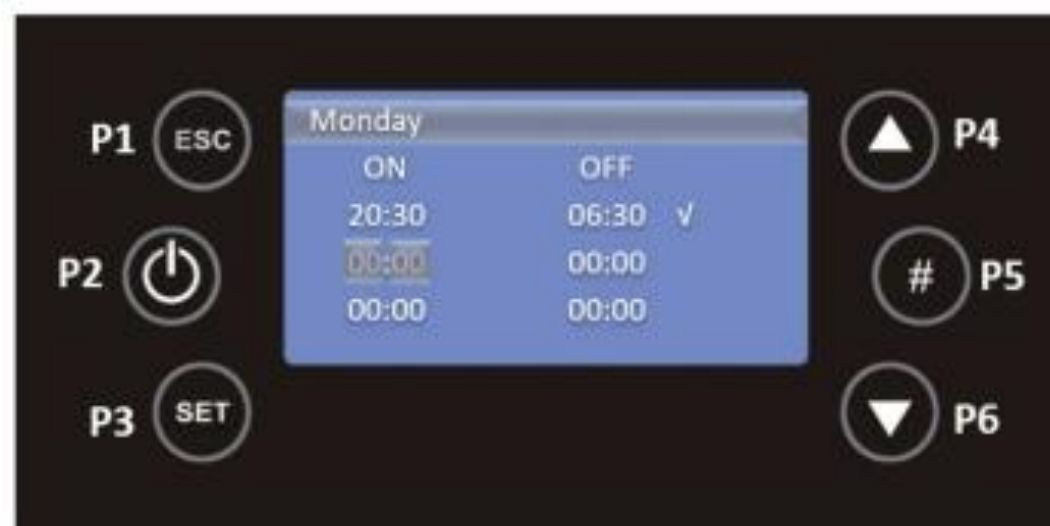 Monday
P1 ESC ON OFF P4
20:30 06:30 √
P2 00:00 00:00 # P5
00:00 00:00
P3 SET P6